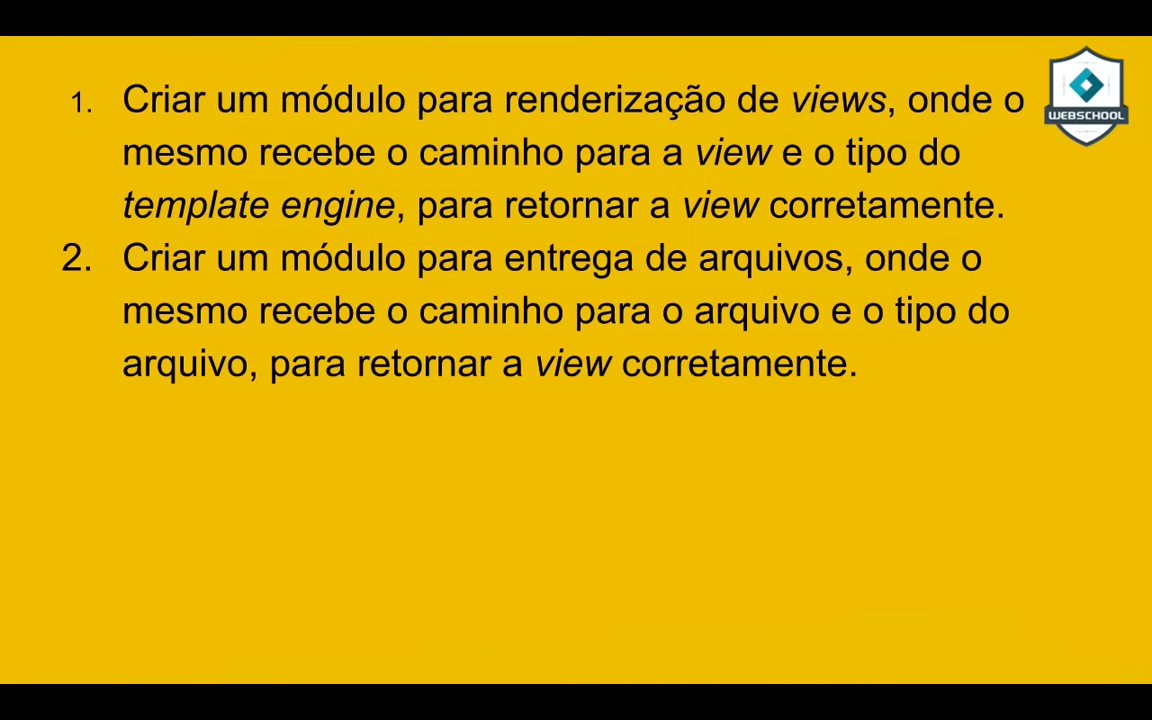 1. Criar um módulo para renderização de views, onde o
WEBSCHOOL
mesmo recebe o caminho para a view e o tipo do
template engine, para retornar a view corretamente.
2. Criar um módulo para entrega de arquivos, onde o
mesmo recebe o caminho para o arquivo e o tipo do
arquivo, para retornar a view corretamente.